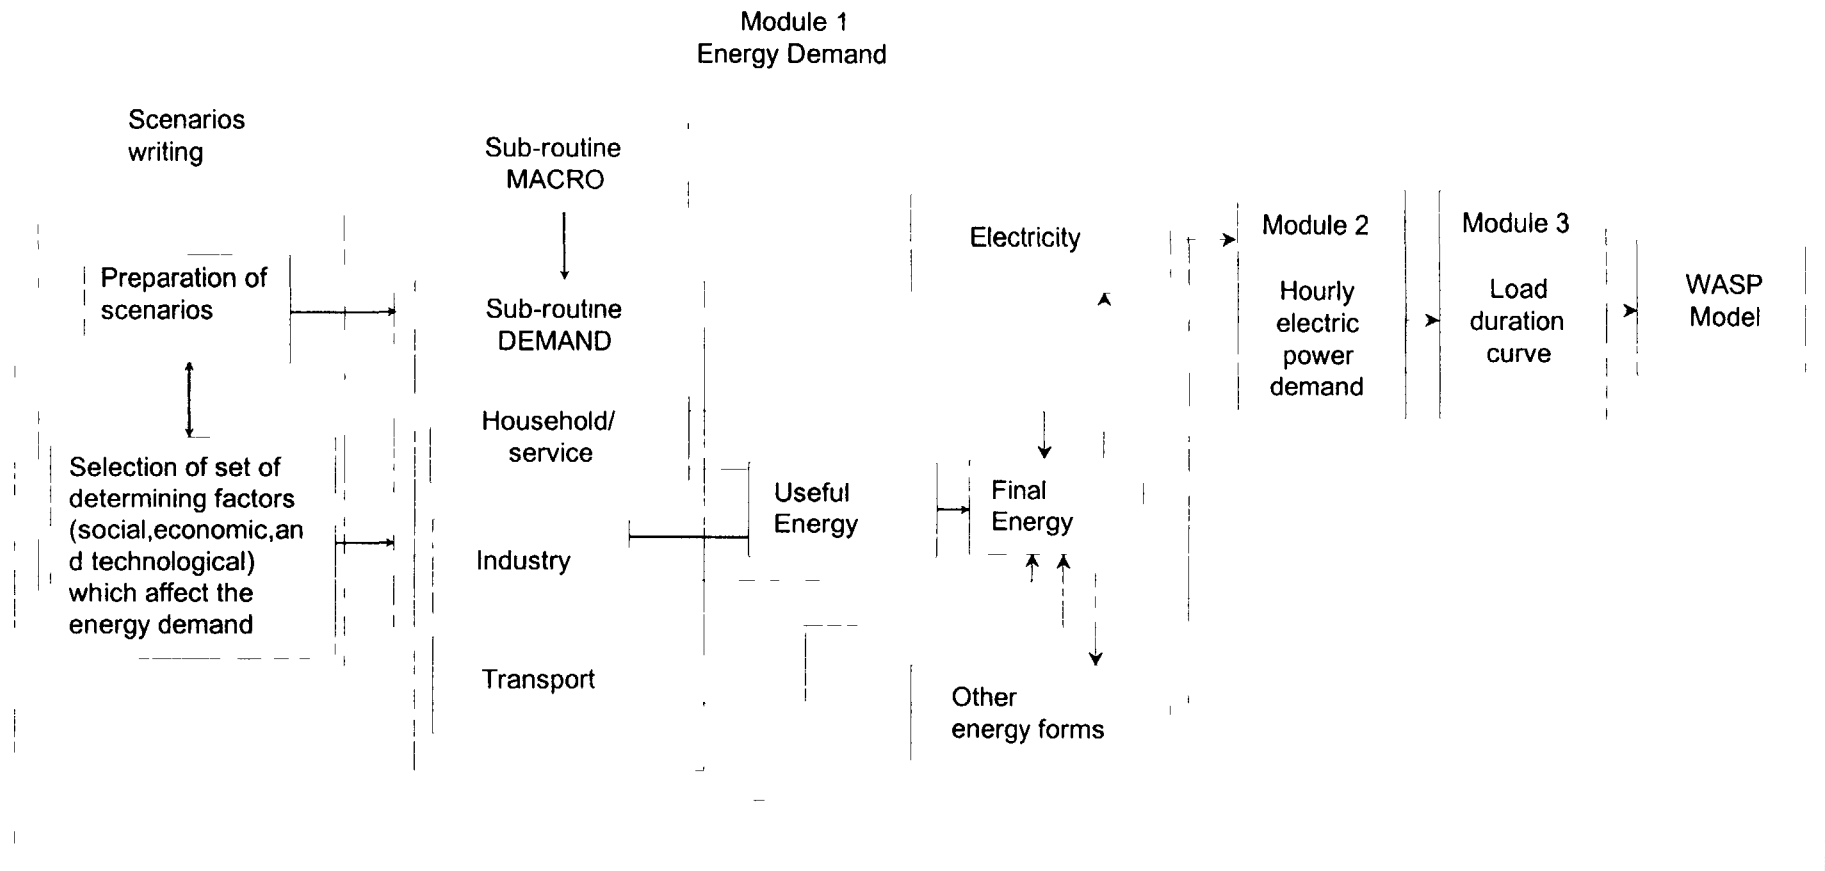 Module 1
Energy Demand
Scenarios
writing
Preparation of
scenarios
Selection of set of
determining factors
(social,economic,an
d technological)
which affect the
energy demand
Sub-routine
MACRO
Sub-routine
DEMAND
Household/
service
Industry
Transport
Useful
Energy
Electricity
Final
Energy
Other
energy forms
Module 2
Hourly
electric
power
demand
Module 3
Load
duration
curve
WASP
Model